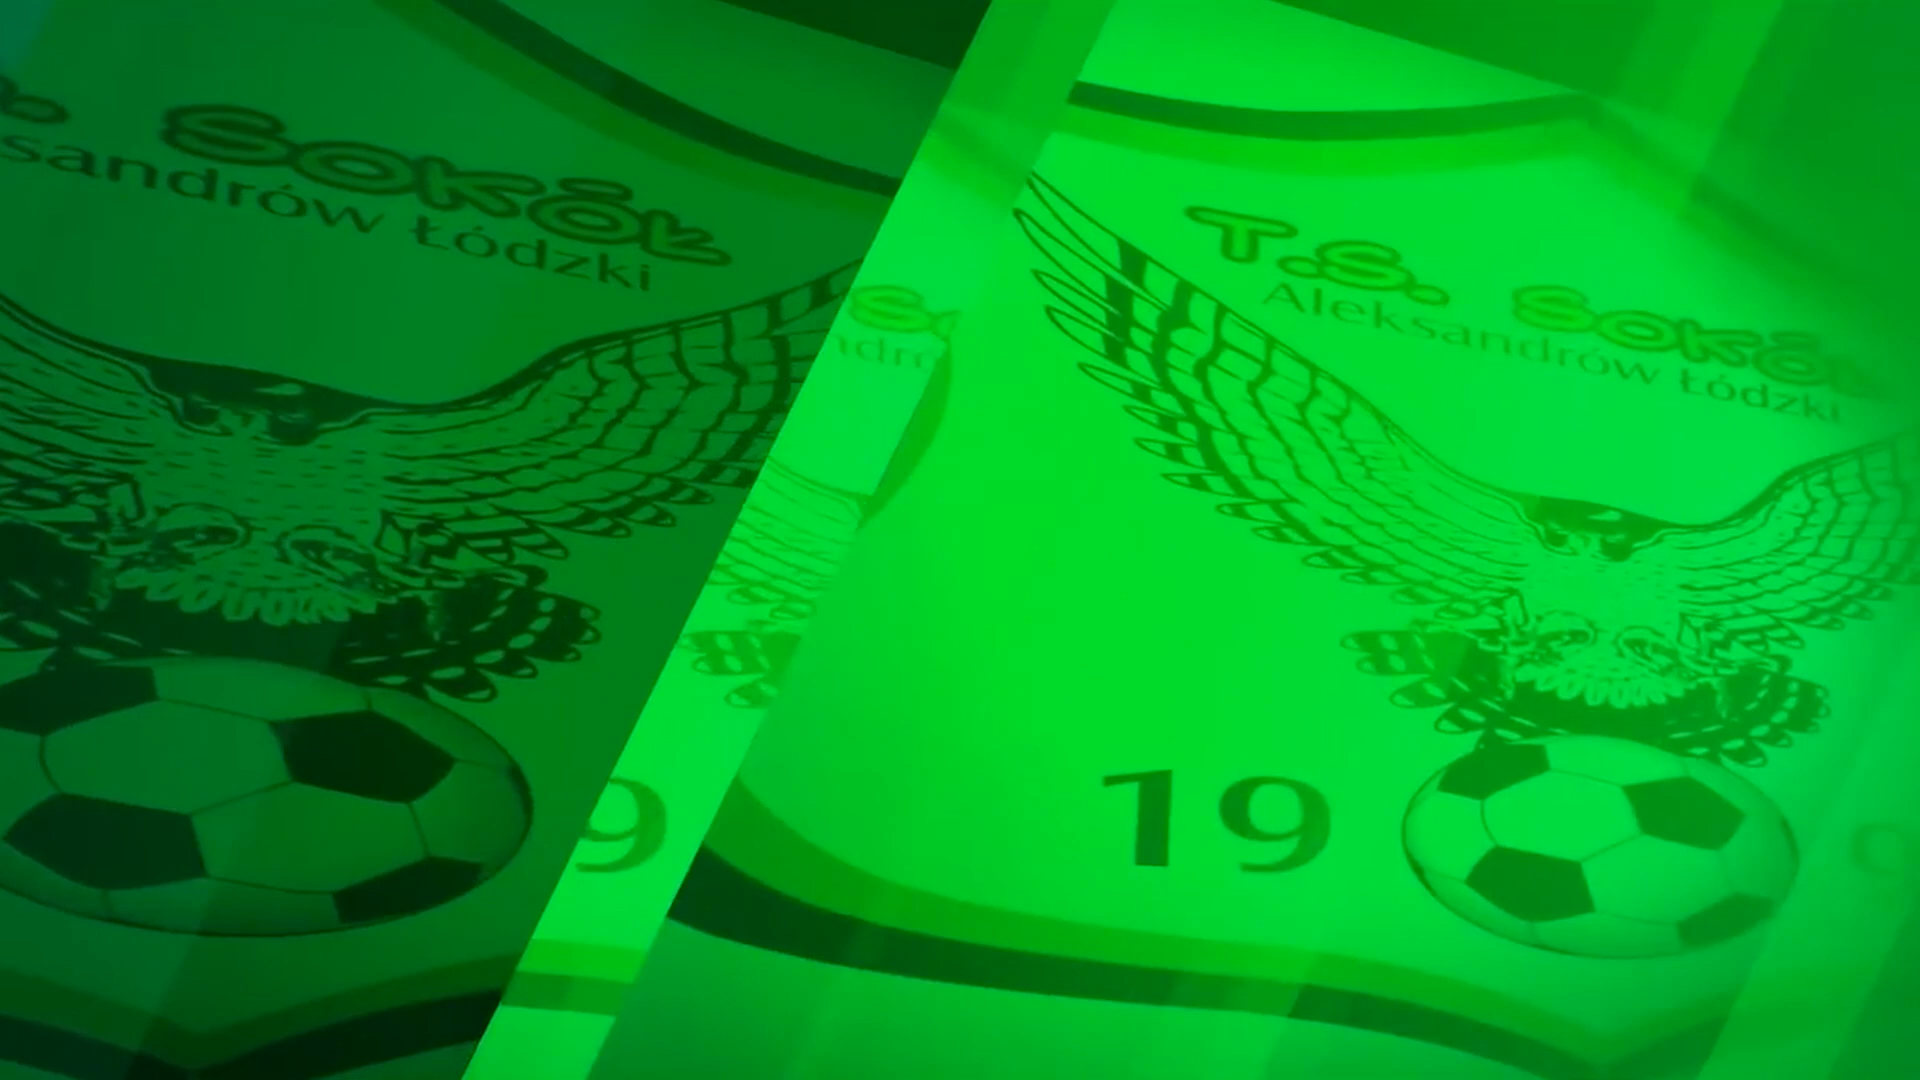 SOKÓŁ
sandrów Łódzki
9
T.S. SOKÓŁ
Aleksandrów Łódzki
19